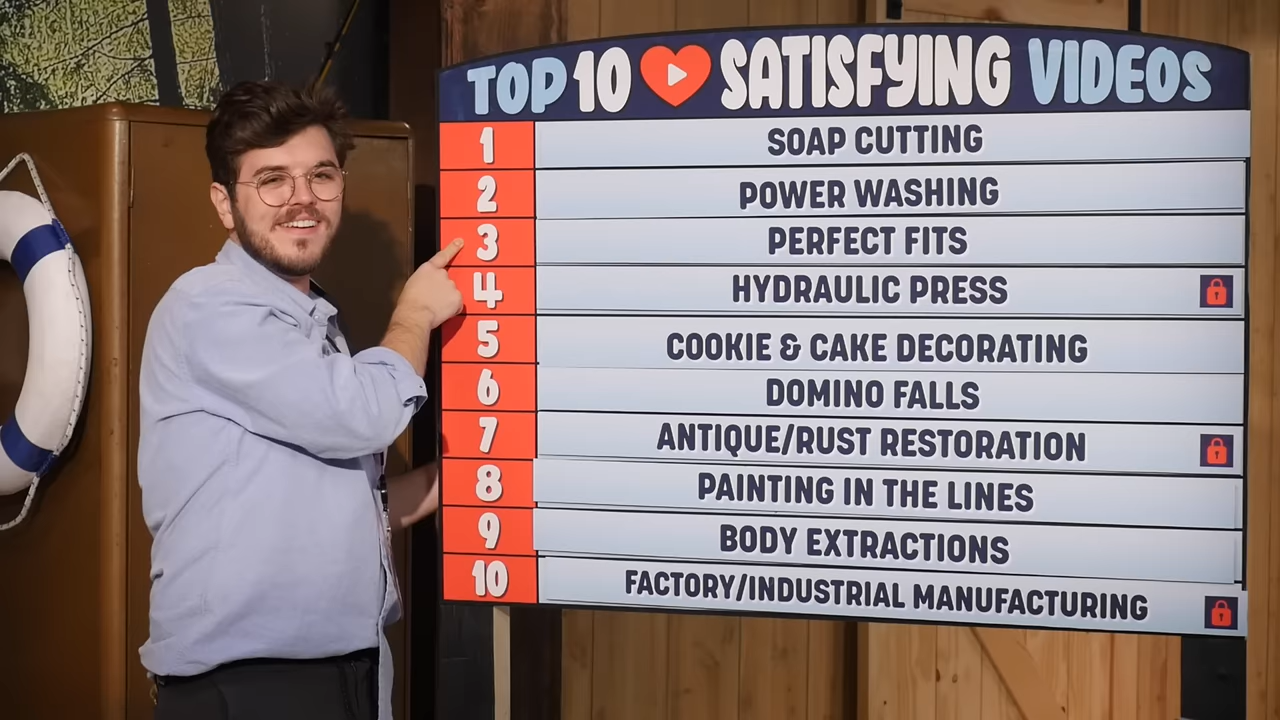 TOP 10 SATISFYING VIDEOS
1 SOAP CUTTING
2 POWER WASHING
3 PERFECT FITS
4 HYDRAULIC PRESS
5 COOKIE & CAKE DECORATING
6 DOMINO FALLS
7 ANTIQUE/RUST RESTORATION
8 PAINTING IN THE LINES
9 BODY EXTRACTIONS
10 FACTORY/INDUSTRIAL MANUFACTURING